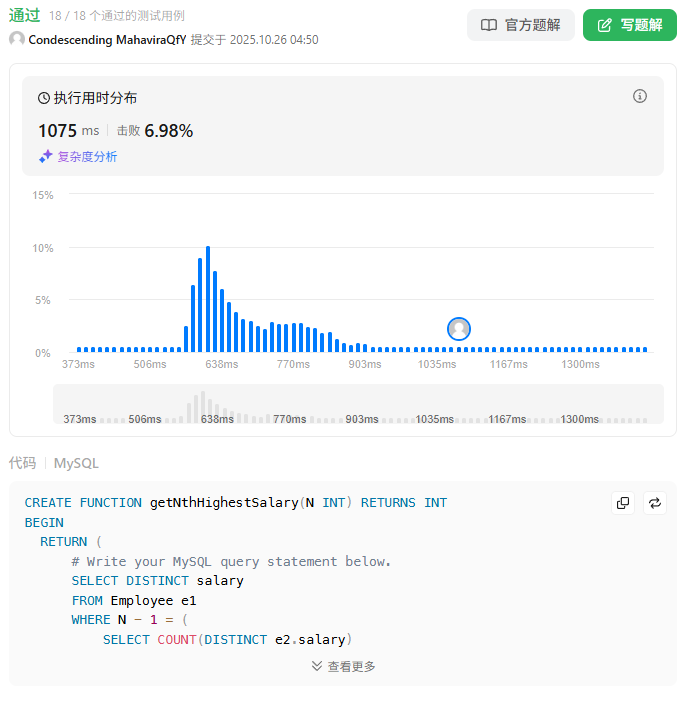 通过 18 / 18 个通过的测试用例
官方题解
写题解
Condescending MahaviraQfY 提交于 2025.10.26 04:50
执行用时分布
1075 ms 击败 6.98%
复杂度分析
15%
10%
5%
0%
373ms 506ms 638ms 770ms 903ms 1035ms 1167ms 1300ms
373ms 506ms 638ms 770ms 903ms 1035ms 1167ms 1300ms
代码 MySQL
CREATE FUNCTION getNthHighestSalary(N INT) RETURNS INT
BEGIN
  RETURN (
      # Write your MySQL query statement below.
      SELECT DISTINCT salary
      FROM Employee e1
      WHERE N - 1 = (
          SELECT COUNT(DISTINCT e2.salary)
查看更多